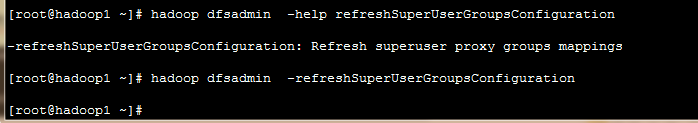 [root@hadoop1 ~]# hadoop dfsadmin  -help refreshSuperUserGroupsConfiguration
-refreshSuperUserGroupsConfiguration: Refresh superuser proxy groups mappings
[root@hadoop1 ~]# hadoop dfsadmin  -refreshSuperUserGroupsConfiguration
[root@hadoop1 ~]#